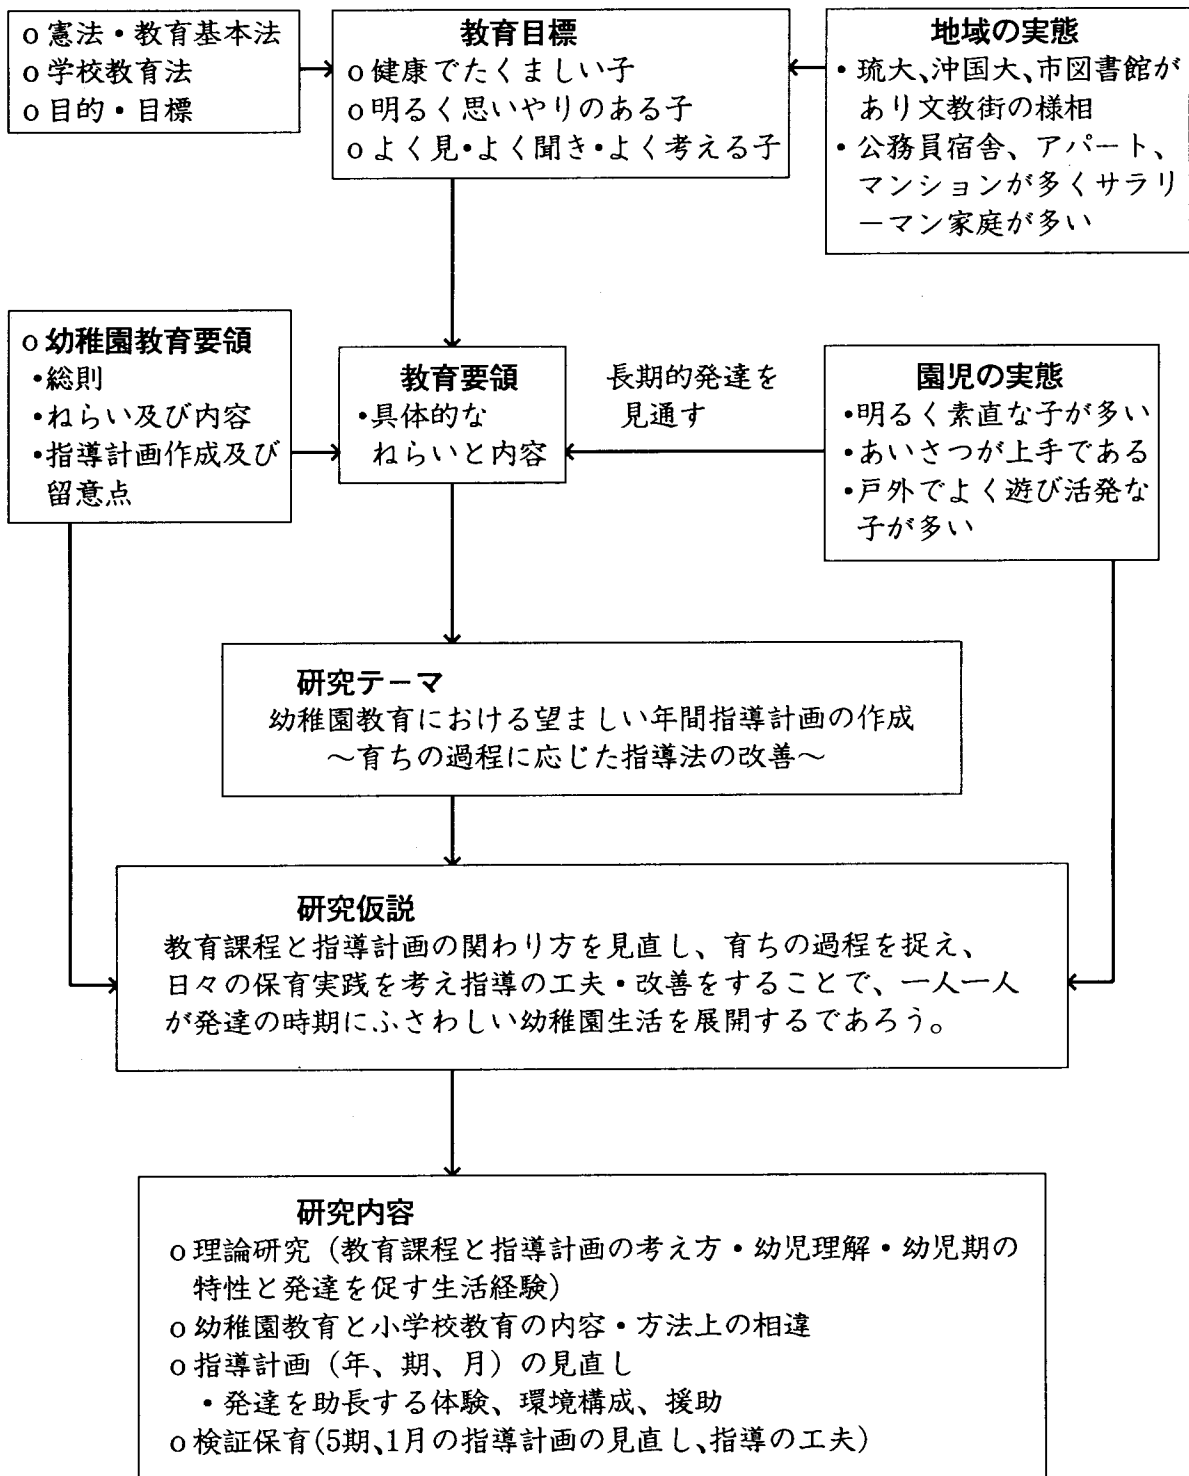 o 憲法・教育基本法
o 学校教育法
o 目的・目標
教育目標
o 健康でたくましい子
o 明るく思いやりのある子
o よく見・よく聞き・よく考える子
地域の実態
・琉大、沖国大、市図書館が
あり文教街の様相
・公務員宿舎、アパート、
マンションが多くサラリ
ーマン家庭が多い
o 幼稚園教育要領
・総則
・ねらい及び内容
・指導計画作成及び
留意点
教育要領
・具体的な
ねらいと内容
長期的発達を
見通す
園児の実態
・明るく素直な子が多い
・あいさつが上手である
・戸外でよく遊び活発な
子が多い
研究テーマ
幼稚園教育における望ましい年間指導計画の作成
～育ちの過程に応じた指導法の改善～
研究仮説
教育課程と指導計画の関わり方を見直し、育ちの過程を捉え、
日々の保育実践を考え指導の工夫・改善をすることで、一人一人
が発達の時期にふさわしい幼稚園生活を展開するであろう。
研究内容
o 理論研究（教育課程と指導計画の考え方・幼児理解・幼児期の
特性と発達を促す生活経験）
o 幼稚園教育と小学校教育の内容・方法上の相違
o 指導計画（年、期、月）の見直し
・発達を助長する体験、環境構成、援助
o 検証保育(5期、1月の指導計画の見直し、指導の工夫)